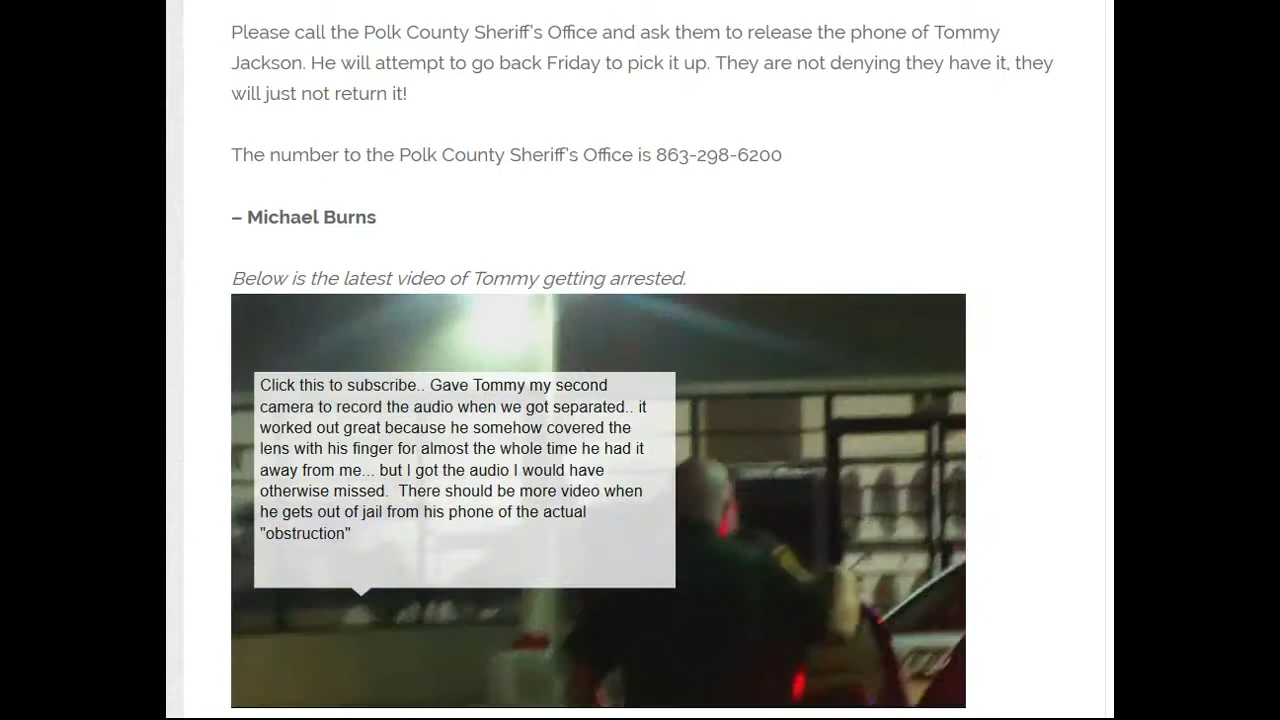 Please call the Polk County Sheriff's Office and ask them to release the phone of Tommy
Jackson. He will attempt to go back Friday to pick it up. They are not denying they have it, they
will just not return it!
The number to the Polk County Sheriff's Office is 863-298-6200
– Michael Burns
Below is the latest video of Tommy getting arrested.
Click this to subscribe.. Gave Tommy my second
camera to record the audio when we got separated.. it
worked out great because he somehow covered the
lens with his finger for almost the whole time he had it
away from me... but I got the audio I would have
otherwise missed.  There should be more video when
he gets out of jail from his phone of the actual
"obstruction"